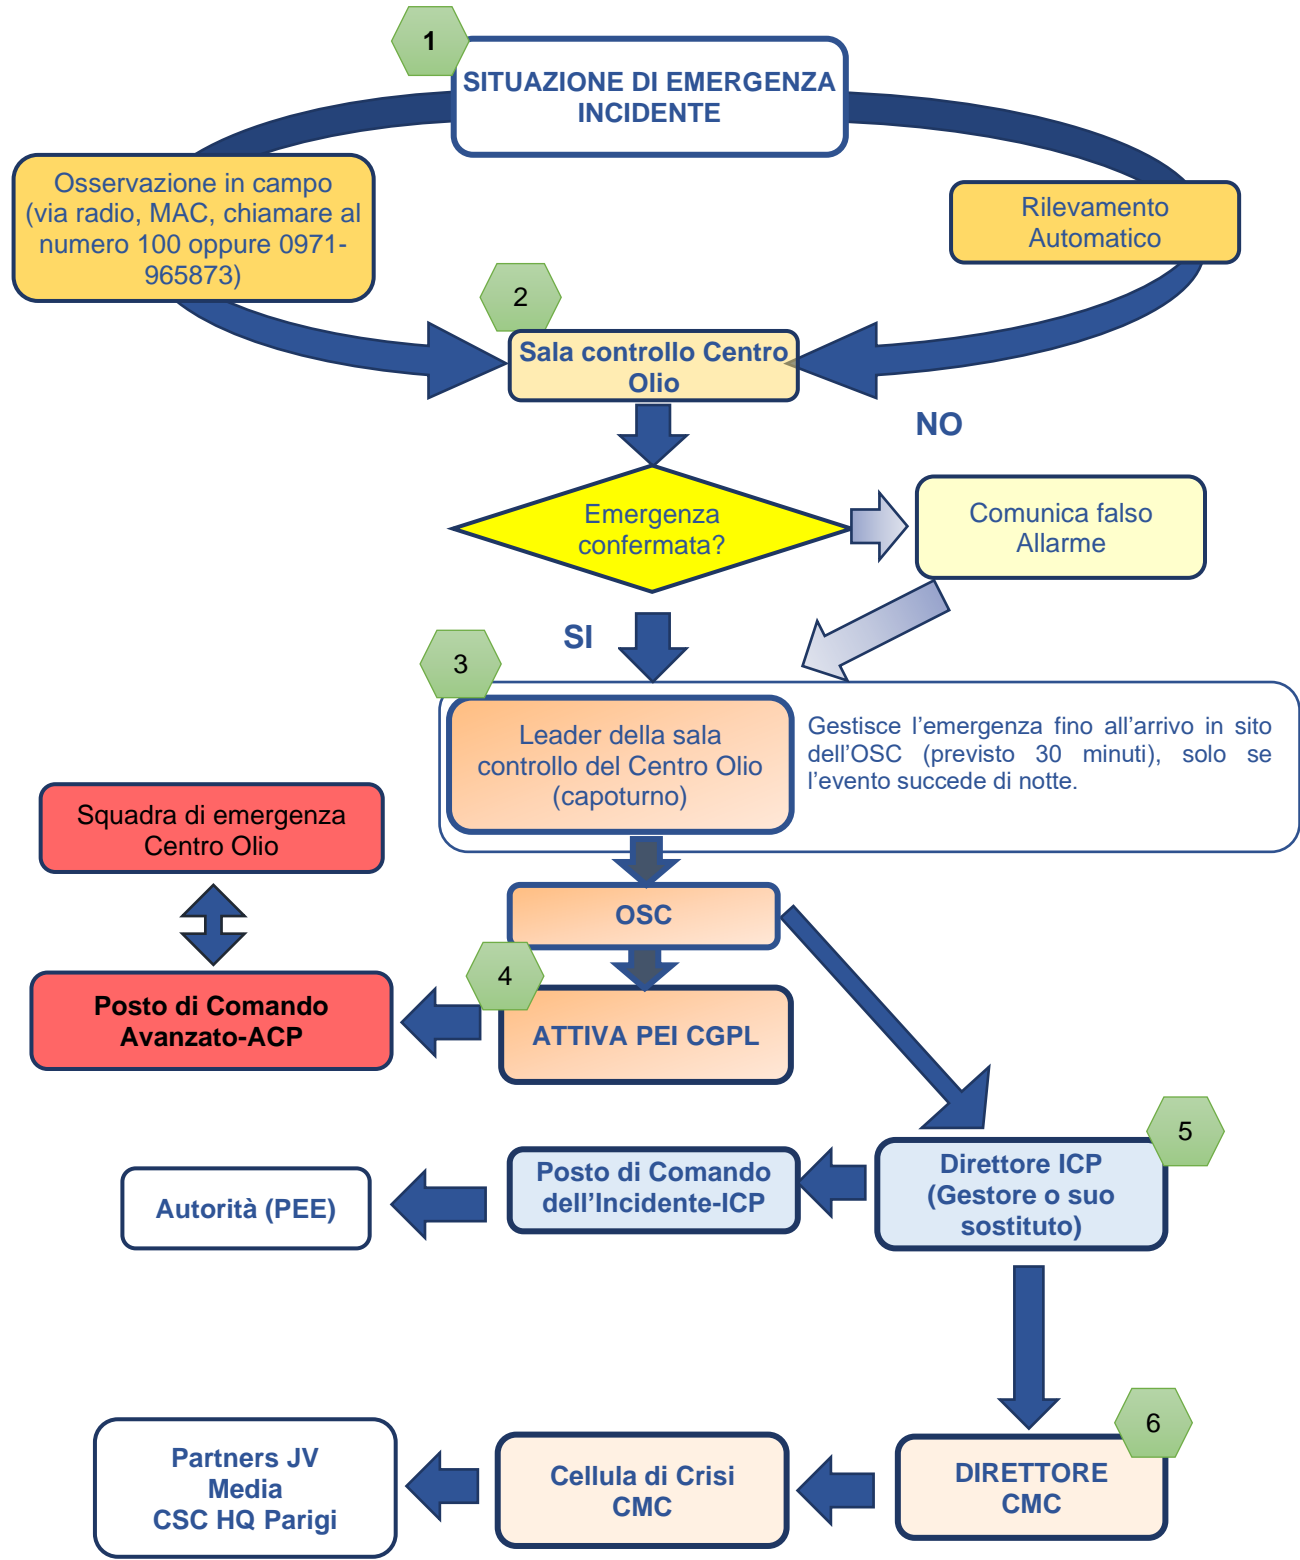 1
SITUAZIONE DI EMERGENZA
INCIDENTE
Osservazione in campo
(via radio, MAC, chiamare al
numero 100 oppure 0971-
965873)
Rilevamento
Automatico
2
Sala controllo Centro
Olio
NO
Emergenza
confermata?
Comunica falso
Allarme
SI
3
Leader della sala
controllo del Centro Olio
(capoturno)
Gestisce l’emergenza fino all’arrivo in sito
dell’OSC (previsto 30 minuti), solo se
l’evento succede di notte.
Squadra di emergenza
Centro Olio
OSC
4
Posto di Comando
Avanzato-ACP
ATTIVA PEI CGPL
5
Direttore ICP
(Gestore o suo
sostituto)
Posto di Comando
dell’Incidente-ICP
Autorità (PEE)
6
DIRETTORE
CMC
Cellula di Crisi
CMC
Partners JV
Media
CSC HQ Parigi